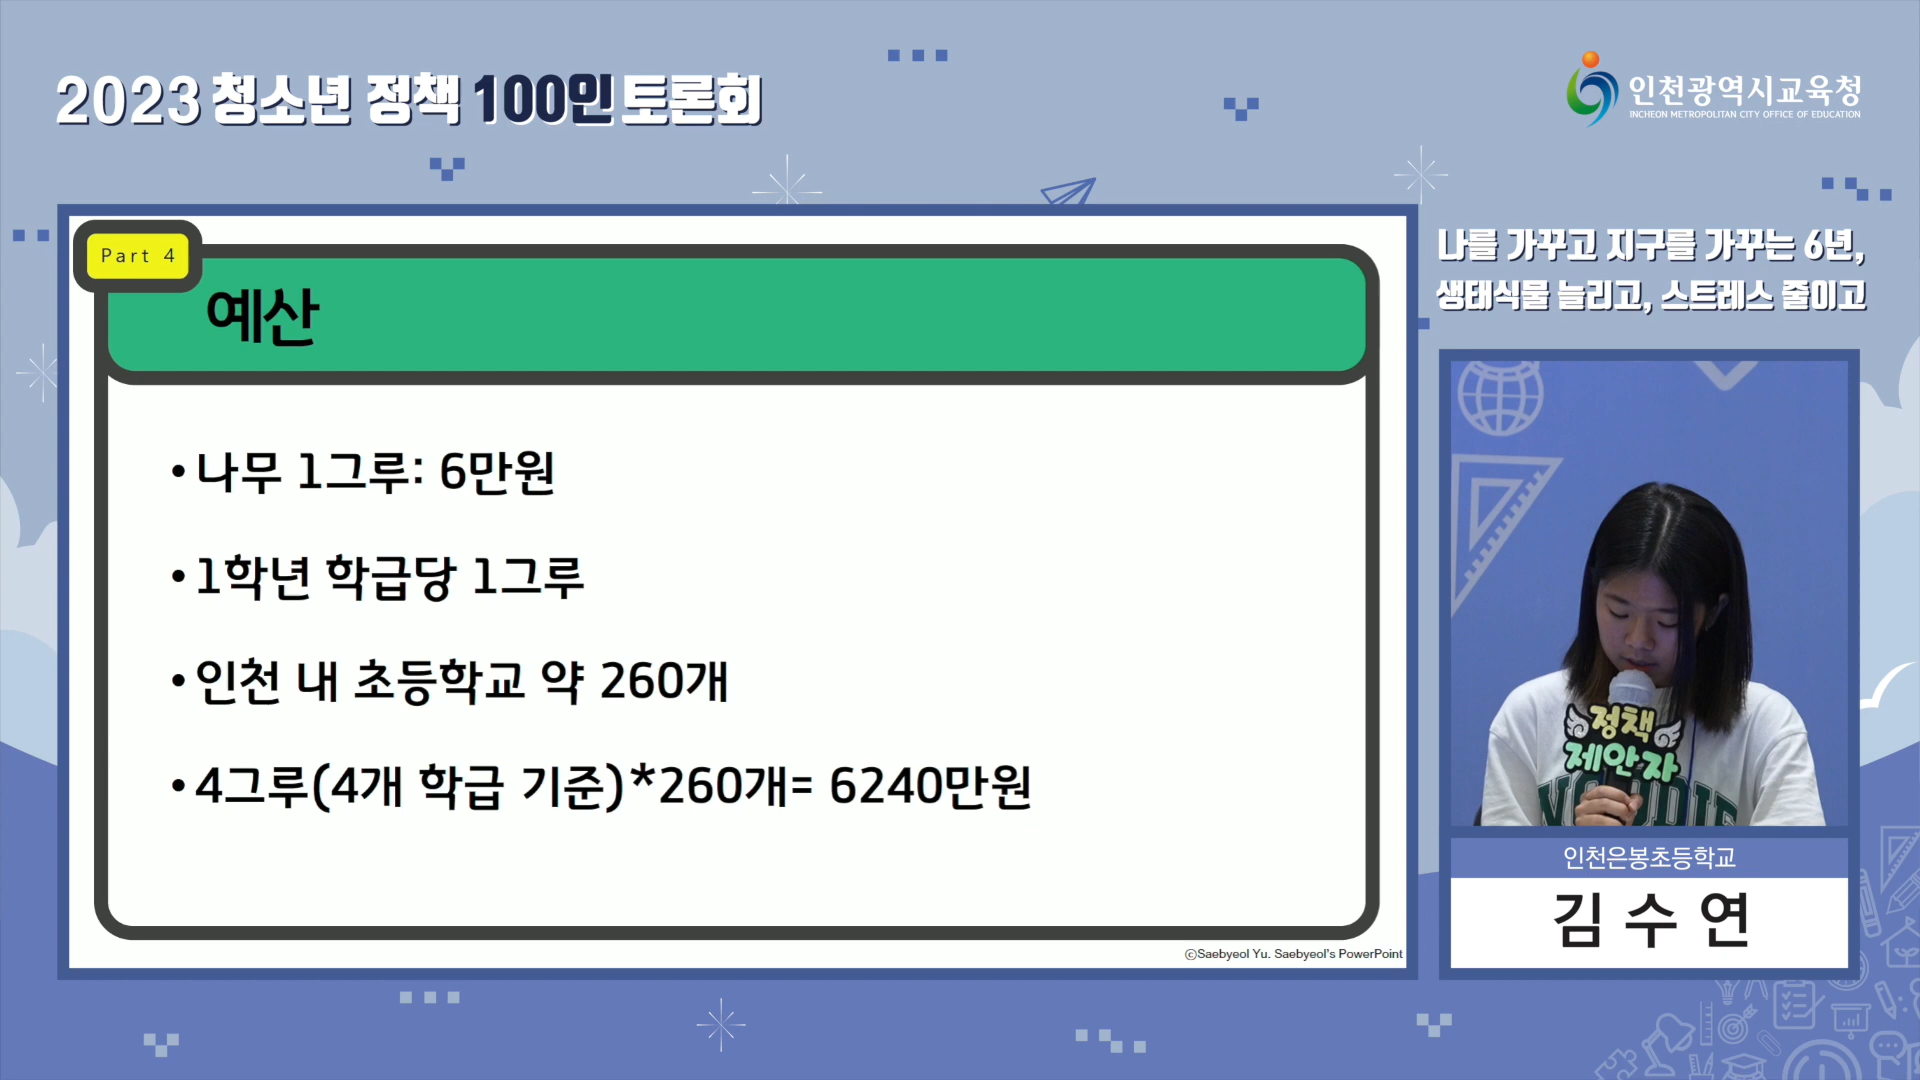 2023 청소년 정책 100인 토론회
인천광역시교육청
INCHEON METROPOLITAN CITY OFFICE OF EDUCATION
Part 4
예산
• 나무 1그루: 6만원
• 1학년 학급당 1그루
• 인천 내 초등학교 약 260개
• 4그루(4개 학급 기준)*260개= 6240만원
ⓒSaebyeol Yu. Saebyeol's PowerPoint
나를 가꾸고 지구를 가꾸는 6년,
생태식물 늘리고, 스트레스 줄이고
정책
제안자
인천은봉초등학교
김수연